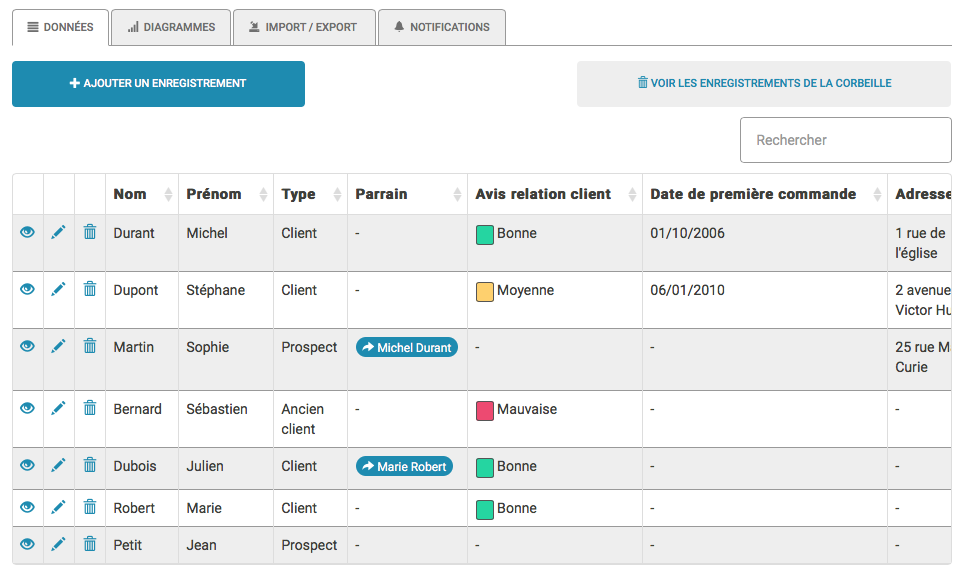 DONNÉES DIAGRAMMES IMPORT / EXPORT NOTIFICATIONS
AJOUTER UN ENREGISTREMENT VOIR LES ENREGISTREMENTS DE LA CORBEILLE
Rechercher
Nom Prénom Type Parrain Avis relation client Date de première commande Adresse
Durant Michel Client - Bonne 01/10/2006 1 rue de
l'église
Dupont Stéphane Client - Moyenne 06/01/2010 2 avenue
Victor Hu
Martin Sophie Prospect Michel Durant - - 25 rue M
Curie
Bernard Sébastien Ancien - Mauvaise - -
client
Dubois Julien Client Marie Robert Bonne - -
Robert Marie Client - Bonne - -
Petit Jean Prospect - - - -